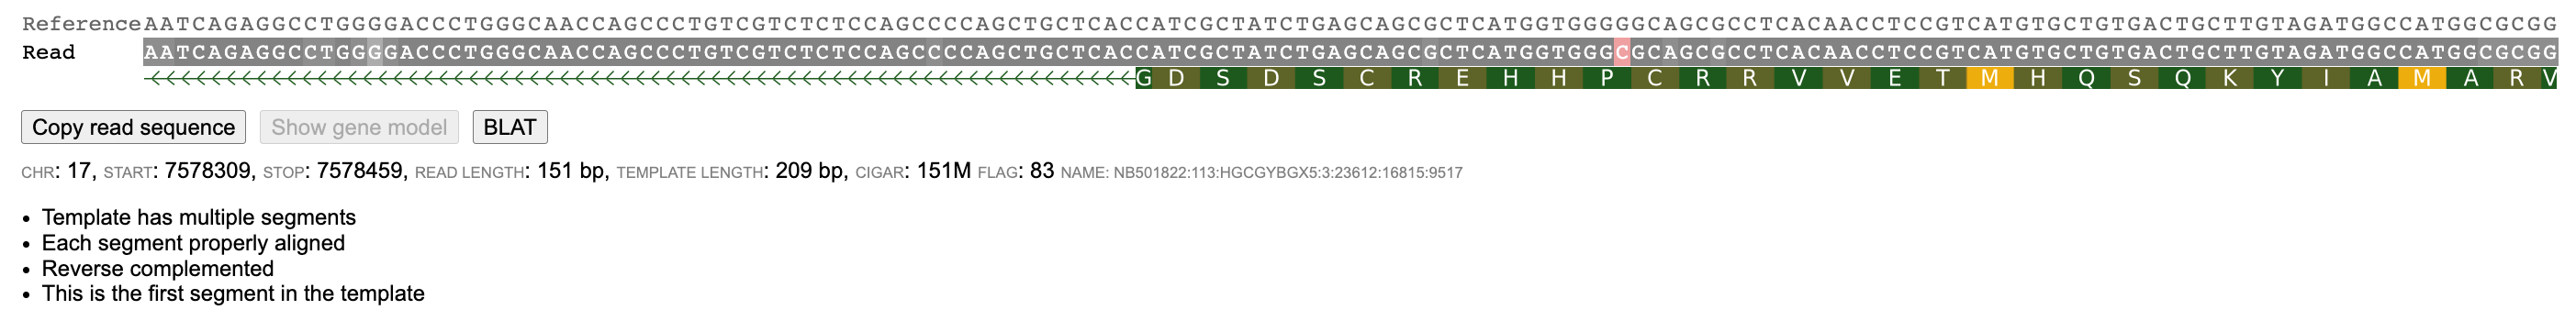 Reference AATCAGAGGCCTGGGGACCCTGGGCAACCAGCCCTGTCGTCTCTCCAGCCCCAGCTGCTCACCATCGCTATCTGAGCAGCGCTCATGGTGGGGGCAGCGCCTCACAACCTCCGTCATGTGCTGTGACTGCTTGTAGATGGCCATGGCGCGG
Read AATCAGAGGCCTGGGGACCCTGGGCAACCAGCCCTGTCGTCTCTCCAGCCCCAGCTGCTCACCATCGCTATCTGAGCAGCGCTCATGGTGGGCGCAGCGCCTCACAACCTCCGTCATGTGCTGTGACTGCTTGTAGATGGCCATGGCGCGG
G D S D S C R E H H P C R R V V E T M H Q S Q K Y I A M A R V
Copy read sequence Show gene model BLAT
CHR: 17, START: 7578309, STOP: 7578459, READ LENGTH: 151 bp, TEMPLATE LENGTH: 209 bp, CIGAR: 151M FLAG: 83 NAME: NB501822:113:HGCGYBGX5:3:23612:16815:9517
• Template has multiple segments
• Each segment properly aligned
• Reverse complemented
• This is the first segment in the template